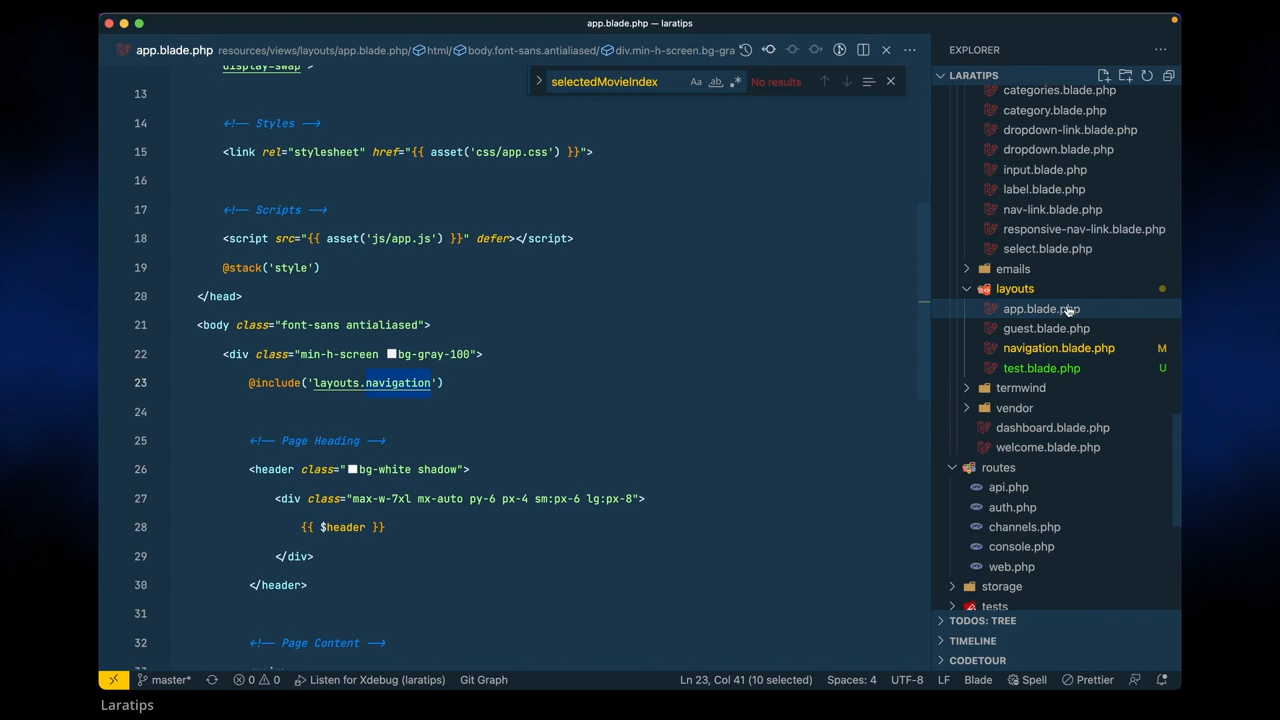 app.blade.php — laratips
app.blade.php resources/views/layouts/app.blade.php/ html/ body.font-sans.antialiased/ div.min-h-screen.bg-gra
selectedMovieIndex Aa ab No results
display=swap">
13
14 <!-- Styles -->
15 <link rel="stylesheet" href="{{ asset('css/app.css') }}">
16
17 <!-- Scripts -->
18 <script src="{{ asset('js/app.js') }}" defer></script>
19 @stack('style')
20 </head>
21 <body class="font-sans antialiased">
22 <div class="min-h-screen bg-gray-100">
23 @include('layouts.navigation')
24
25 <!-- Page Heading -->
26 <header class="bg-white shadow">
27 <div class="max-w-7xl mx-auto py-6 px-4 sm:px-6 lg:px-8">
28 {{ $header }}
29 </div>
30 </header>
31
32 <!-- Page Content -->
EXPLORER
LARATIPS
categories.blade.php
category.blade.php
dropdown-link.blade.php
dropdown.blade.php
input.blade.php
label.blade.php
nav-link.blade.php
responsive-nav-link.blade.php
select.blade.php
emails
layouts
app.blade.php
guest.blade.php
navigation.blade.php M
test.blade.php U
termwind
vendor
dashboard.blade.php
welcome.blade.php
routes
api.php
auth.php
channels.php
console.php
web.php
storage
tests
TODOS: TREE
TIMELINE
CODETOUR
master* 0 0 Listen for Xdebug (laratips) Git Graph Ln 23, Col 41 (10 selected) Spaces: 4 UTF-8 LF Blade Spell Prettier
Laratips